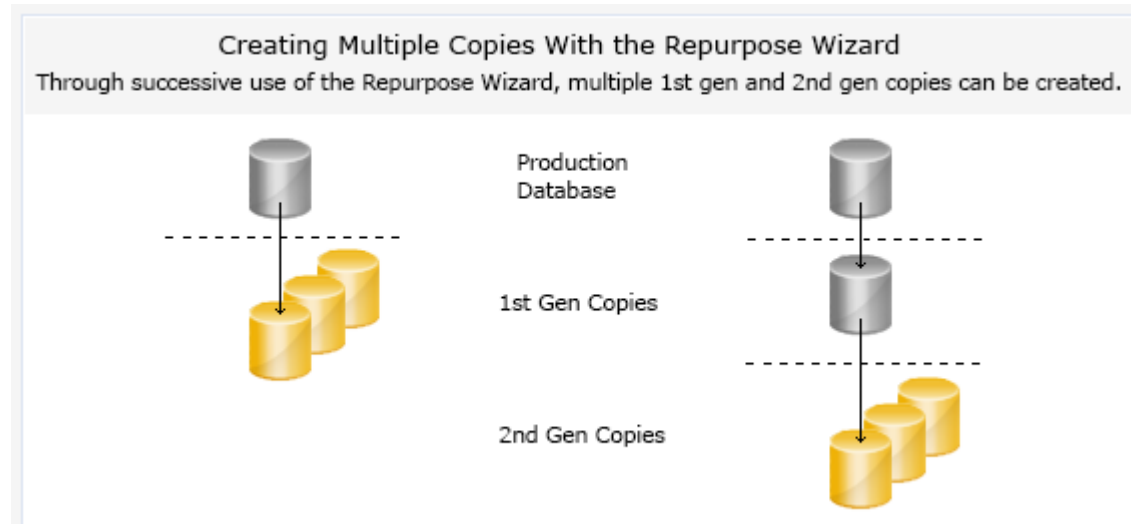 Creating Multiple Copies With the Repurpose Wizard
Through successive use of the Repurpose Wizard, multiple 1st gen and 2nd gen copies can be created.
Production
Database
1st Gen Copies
2nd Gen Copies